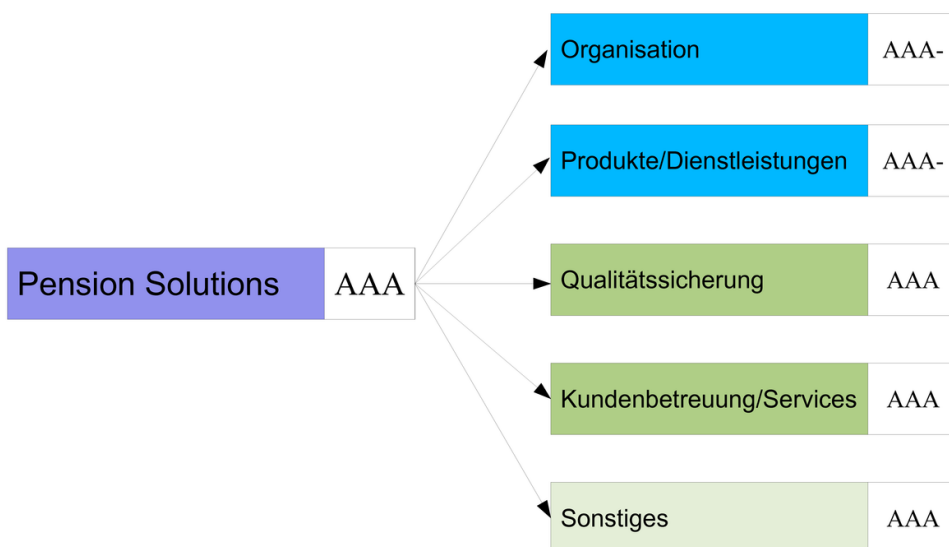 Organisation AAA-
Produkte/Dienstleistungen AAA-
Pension Solutions AAA
Qualitätssicherung AAA
Kundenbetreuung/Services AAA
Sonstiges AAA